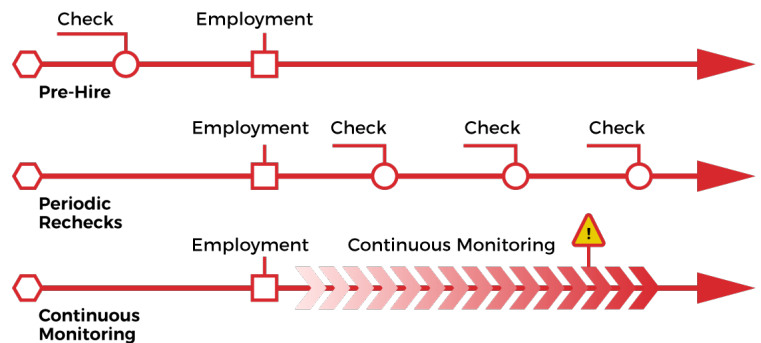 Check Employment
Pre-Hire
Employment Check Check Check
Periodic
Rechecks
Employment Continuous Monitoring
!
Continuous
Monitoring